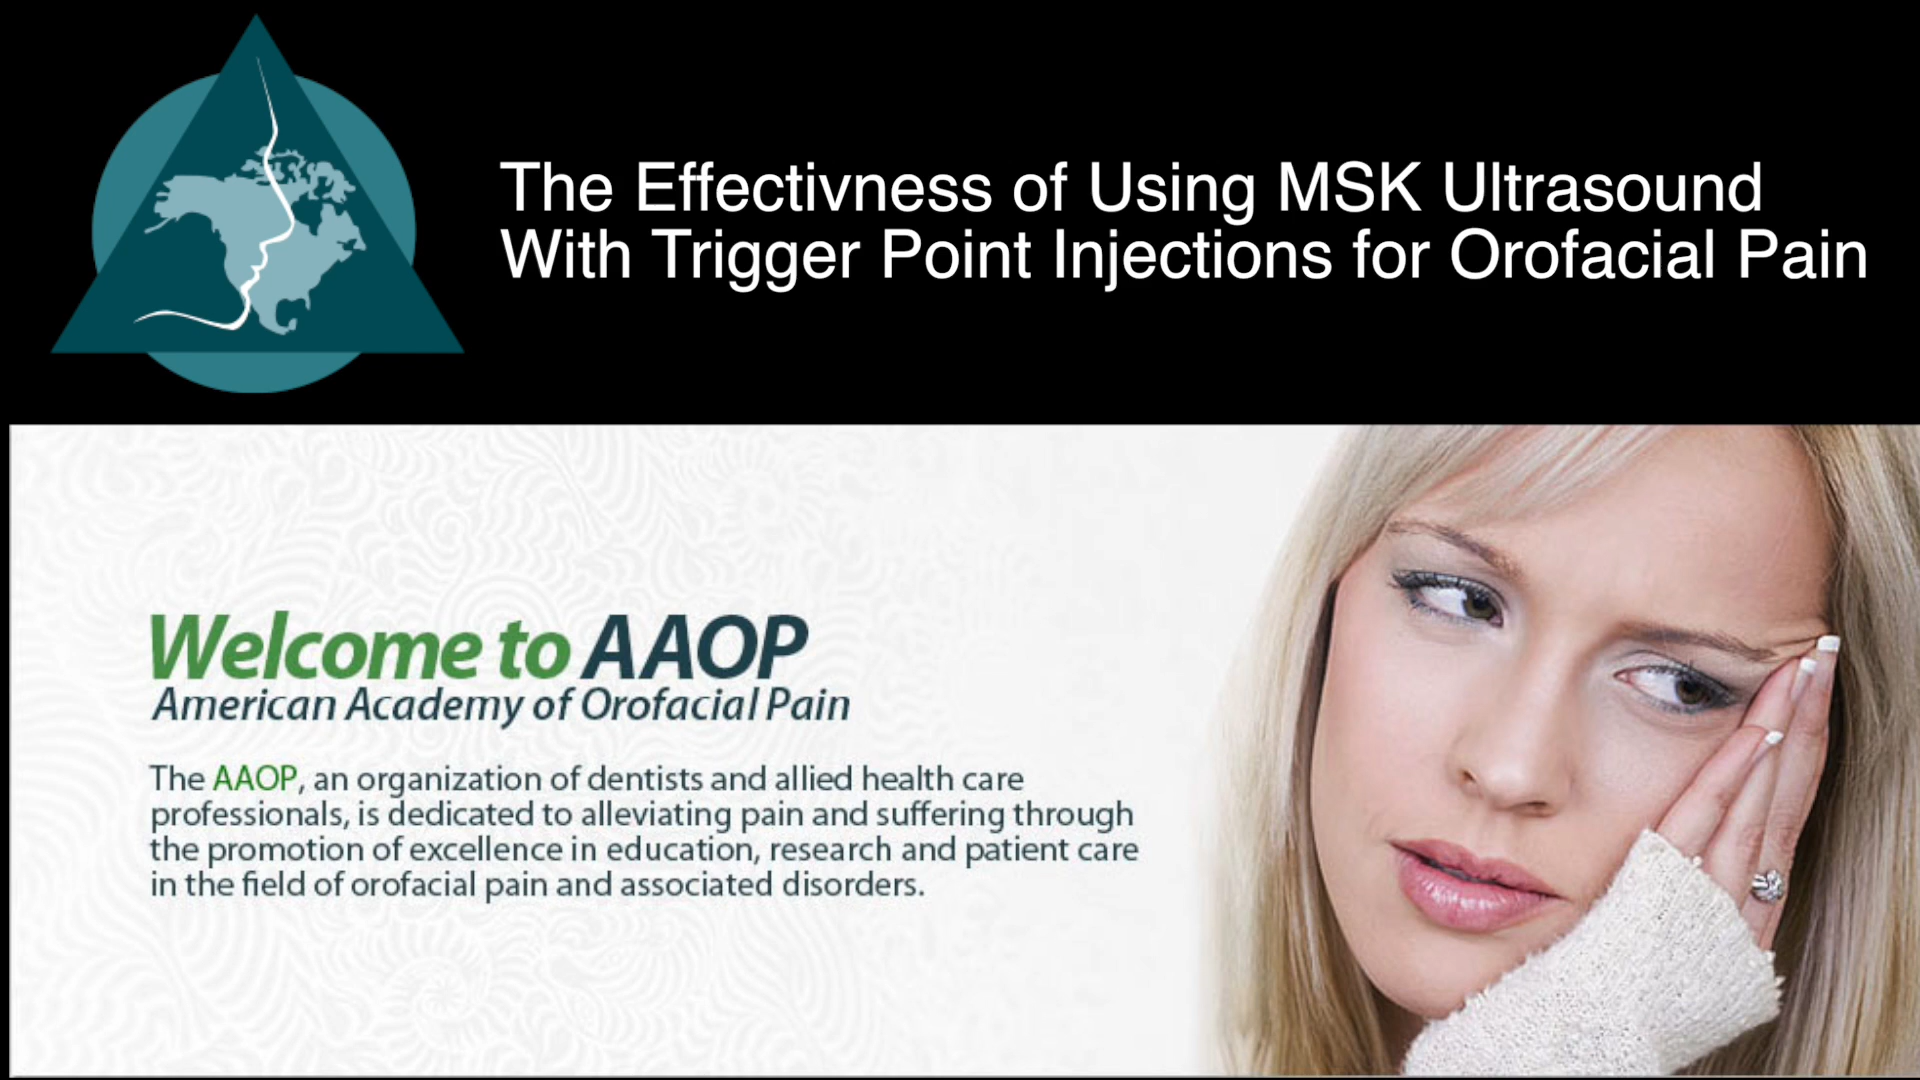 The Effectivness of Using MSK Ultrasound
With Trigger Point Injections for Orofacial Pain
Welcome to AAOP
American Academy of Orofacial Pain
The AAOP, an organization of dentists and allied health care
professionals, is dedicated to alleviating pain and suffering through
the promotion of excellence in education, research and patient care
in the field of orofacial pain and associated disorders.